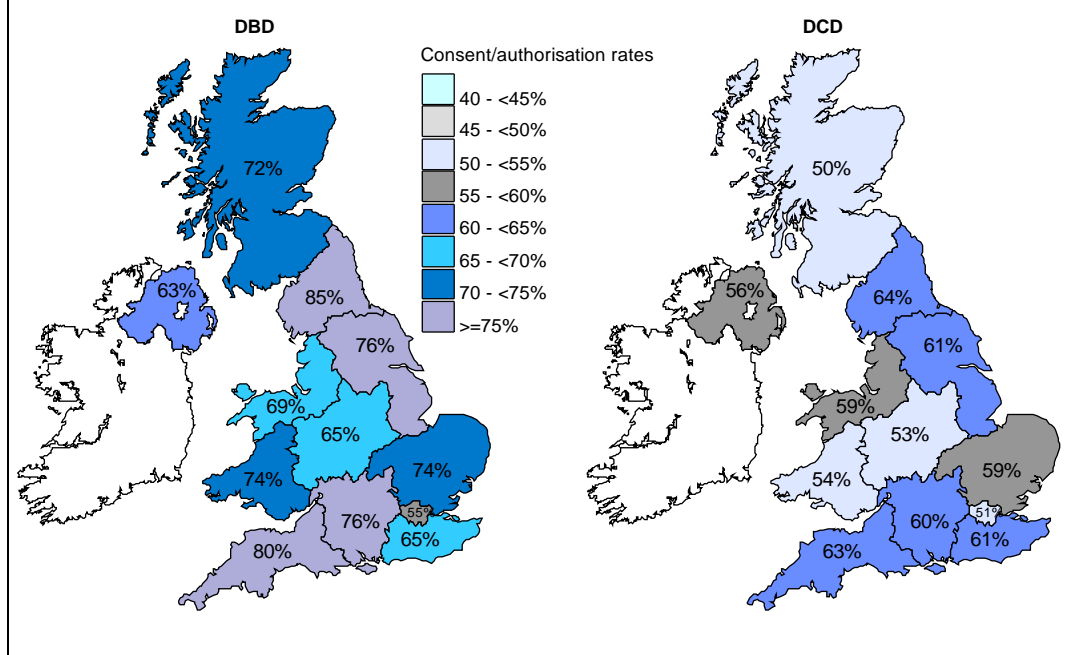 DBD
72%
63%
85%
76%
69%
65%
74%
74%
55%
76%
65%
80%
Consent/authorisation rates
40 - <45%
45 - <50%
50 - <55%
55 - <60%
60 - <65%
65 - <70%
70 - <75%
>=75%
DCD
50%
56%
64%
61%
59%
53%
59%
54%
51%
60%
61%
63%